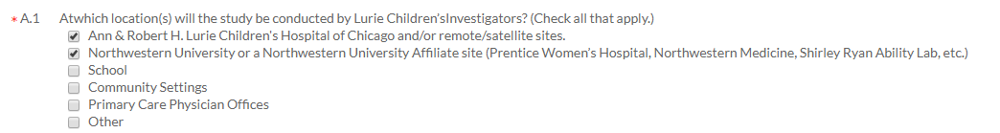 * A.1 Atwhich location(s) will the study be conducted by Lurie Children'sInvestigators? (Check all that apply.)
Ann & Robert H. Lurie Children's Hospital of Chicago and/or remote/satellite sites.
Northwestern University or a Northwestern University Affiliate site (Prentice Women's Hospital, Northwestern Medicine, Shirley Ryan Ability Lab, etc.)
School
Community Settings
Primary Care Physician Offices
Other